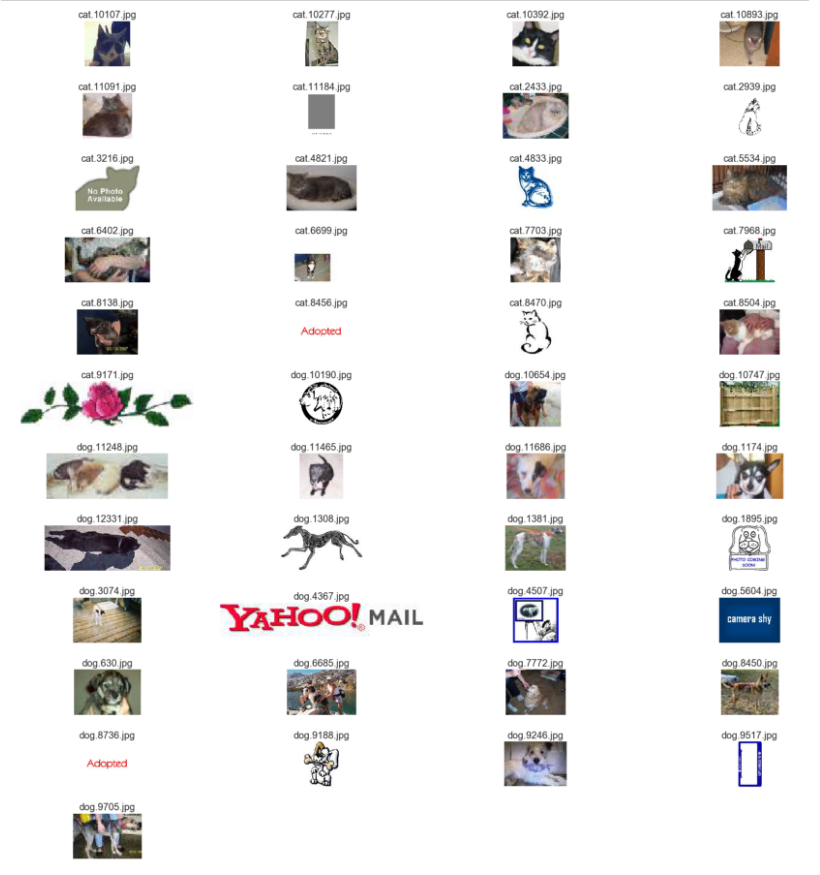 cat.10107.jpg cat.10277.jpg cat.10392.jpg cat.10893.jpg
cat.11091.jpg cat.11184.jpg cat.2433.jpg cat.2939.jpg
cat.3216.jpg cat.4821.jpg cat.4833.jpg cat.5534.jpg
No Photo
Available
cat.6402.jpg cat.6699.jpg cat.7703.jpg cat.7968.jpg
Mail
cat.8138.jpg cat.8456.jpg cat.8470.jpg cat.8504.jpg
Adopted
cat.9171.jpg dog.10190.jpg dog.10654.jpg dog.10747.jpg
dog.11248.jpg dog.11465.jpg dog.11686.jpg dog.1174.jpg
dog.12331.jpg dog.1308.jpg dog.1381.jpg dog.1895.jpg
PHOTO COMING
SOON
dog.3074.jpg dog.4367.jpg dog.4507.jpg dog.5604.jpg
YAHOO! MAIL
camera shy
dog.630.jpg dog.6685.jpg dog.7772.jpg dog.8450.jpg
dog.8736.jpg dog.9188.jpg dog.9246.jpg dog.9517.jpg
Adopted
dog.9705.jpg